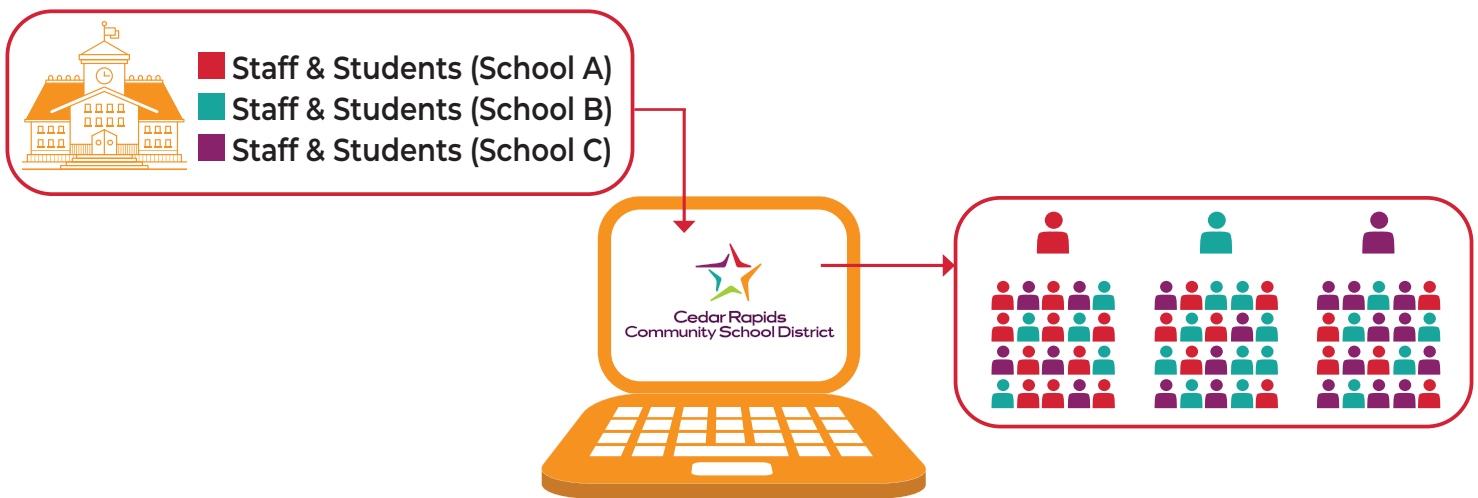 Staff & Students (School A)
Staff & Students (School B)
Staff & Students (School C)
Cedar Rapids
Community School District